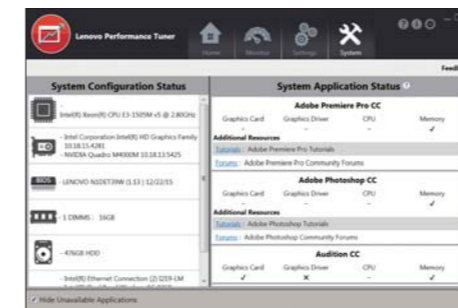 Lenovo Performance Tuner
Home
Monitor
Settings
System
Feedb
System Configuration Status
System Application Status
-
Intel(R) Xeon(R) CPU E3-1505M v5 @ 2.80GHz
- Intel Corporation Intel(R) HD Graphics Family
10.18.15.4281
- NVIDIA Quadro M4000M 10.18.13.5425
BIOS
- LENOVO N1DET39W (1.13 ) 12/22/15
- 1 DIMMS : 16GB
- 476GB HDD
- Intel(R) Ethernet Connection (2) I219-LM
Adobe Premiere Pro CC
Graphics Card Graphics Driver CPU Memory
– – – ✓
Additional Resources
Tutorials : Adobe Premiere Pro Tutorials
Forums : Adobe Premiere Pro Community Forums
Adobe Photoshop CC
Graphics Card Graphics Driver CPU Memory
– – – ✓
Additional Resources
Tutorials : Adobe Photoshop Tutorials
Forums : Adobe Photoshop Community Forums
Audition CC
Graphics Card Graphics Driver CPU Memory
✓ ✕ – ✓
Hide Unavailable Applications